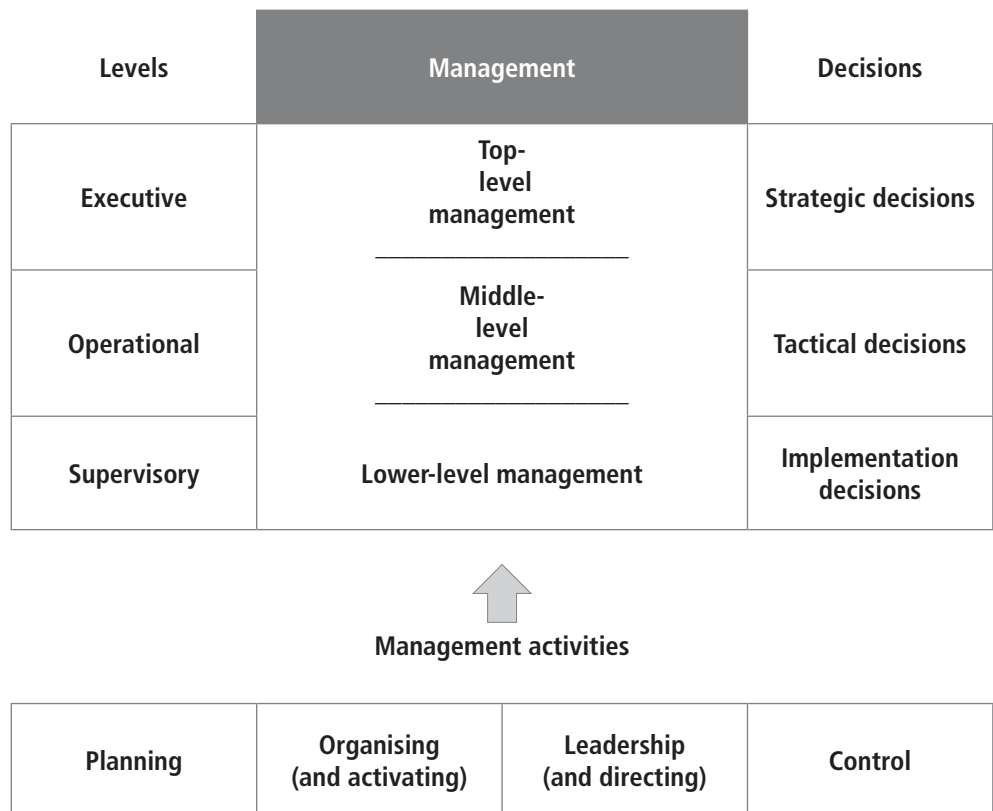 Levels
Management
Decisions
Executive
Top-
level
management
Strategic decisions
Operational
Middle-
level
management
Tactical decisions
Supervisory
Lower-level management
Implementation
decisions
Management activities
Planning
Organising
(and activating)
Leadership
(and directing)
Control